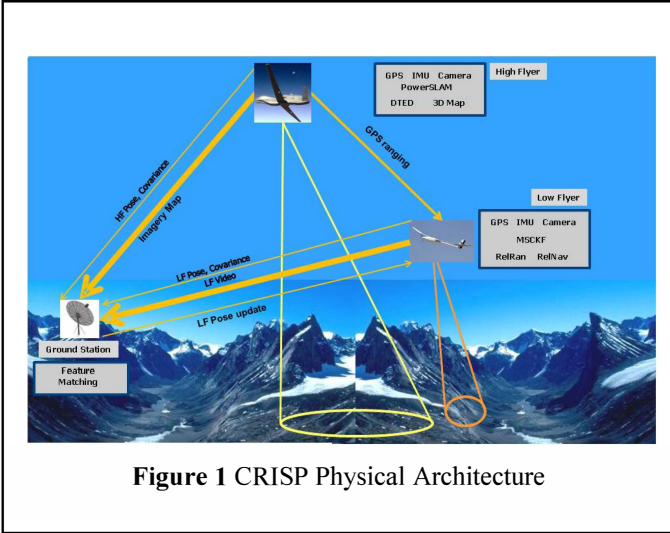 GPS IMU Camera
PowerSLAM
DTED 3D Map
High Flyer
GPS ranging
HF Pose, Covariance
Imagery Map
Low Flyer
GPS IMU Camera
MSCKF
RelRan RelNav
LF Pose, Covariance
LF Video
LF Pose update
Ground Station
Feature
Matching
Figure 1 CRISP Physical Architecture